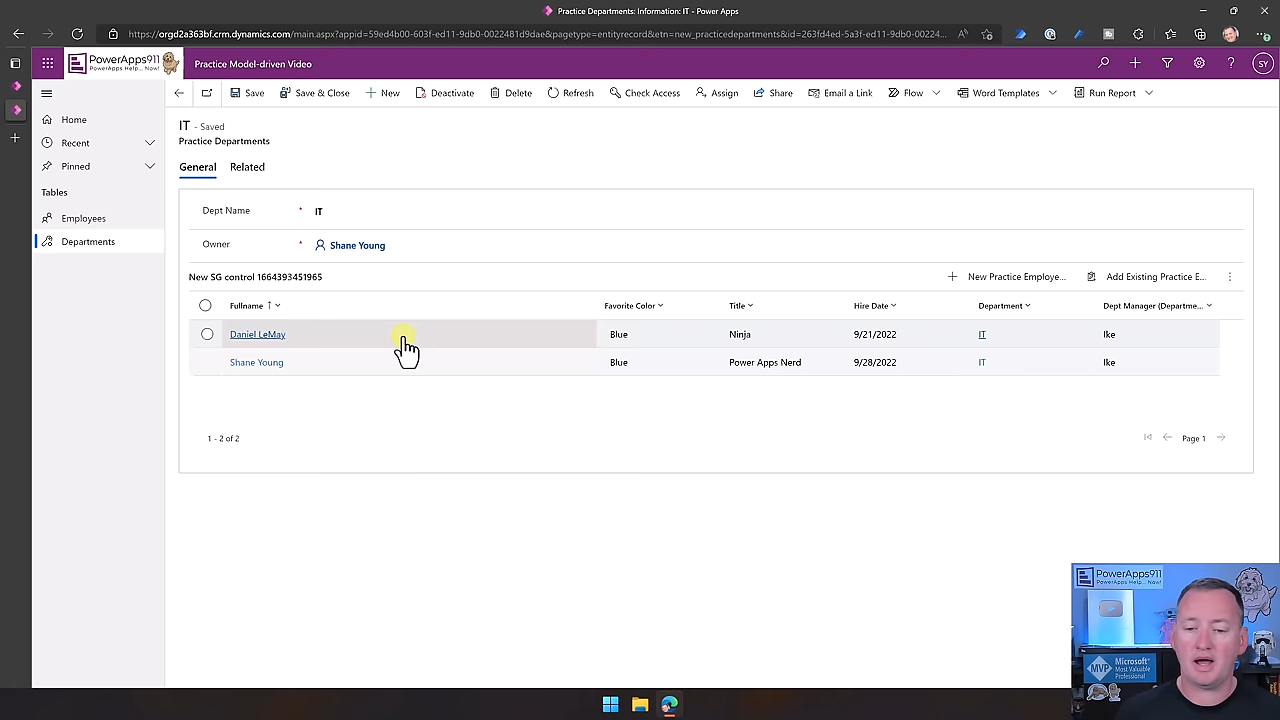 Practice Departments: Information: IT - Power Apps
https://orgd2a363bf.crm.dynamics.com/main.aspx?appid=59ed4b00-603f-ed11-9db0-0022481d9dae&pagetype=entityrecord&etn=new_practicedepartments&id=263fd4ad-5a3f-ed11-9db0-00224...
PowerApps911
PowerApps Help... Now!
Practice Model-driven Video
SY
Save
Save & Close
New
Deactivate
Delete
Refresh
Check Access
Assign
Share
Email a Link
Flow
Word Templates
Run Report
Home
Recent
Pinned
Tables
Employees
Departments
IT - Saved
Practice Departments
General Related
Dept Name * IT
Owner * Shane Young
New SG control 1664393451965
New Practice Employe...
Add Existing Practice E...
Fullname Favorite Color Title Hire Date Department Dept Manager (Departme...
Daniel LeMay Blue Ninja 9/21/2022 IT Ike
Shane Young Blue Power Apps Nerd 9/28/2022 IT Ike
1 - 2 of 2
Page 1
PowerApps911
PowerApps Help... Now!
MVP
Microsoft
Most Valuable
Professional